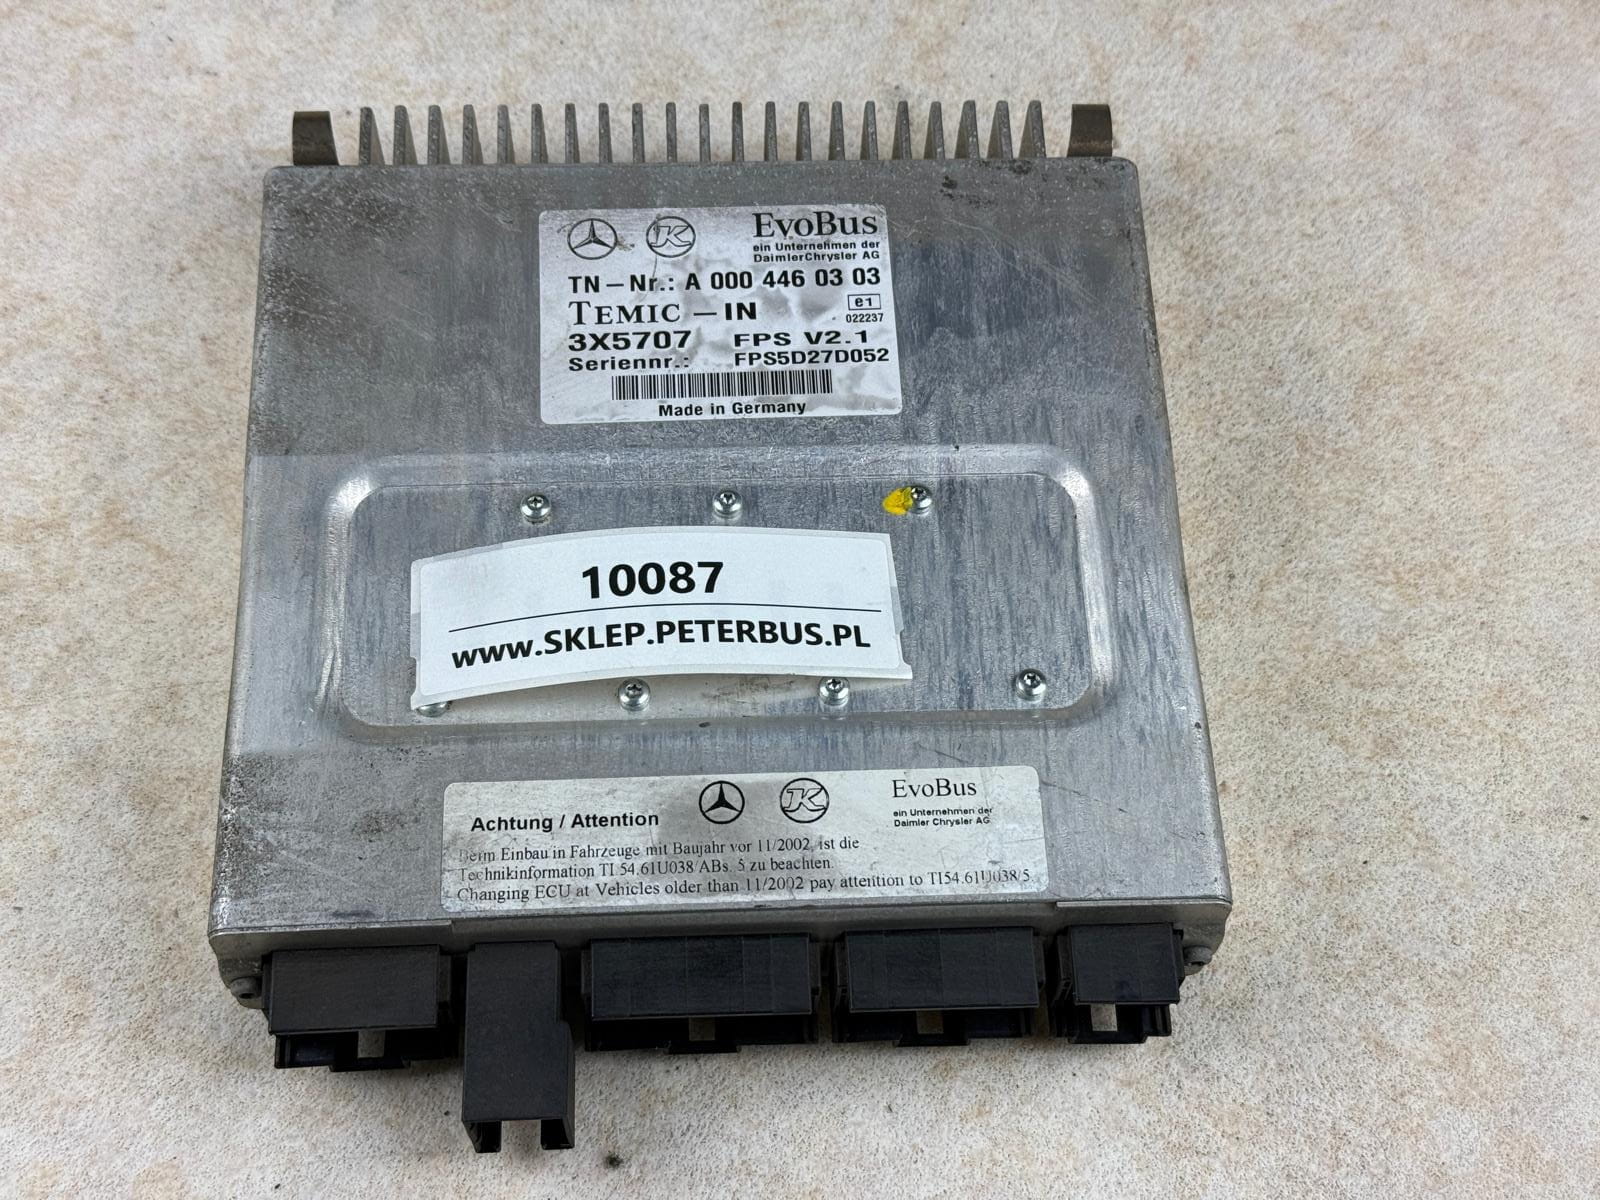 EvoBus
ein Unternehmen der
DaimlerChrysler AG
TN-Nr.: A 000 446 03 03
TEMIC -IN
e1
022237
3X5707 FPS V2.1
Seriennr.: FPS5D27D052
Made in Germany
10087
www.SKLEP.PETERBUS.PL
Achtung / Attention
K
EvoBus
ein Unternehmen der
Daimler Chrysler AG
Beim Einbau in Fahrzeuge mit Baujahr vor 11/2002, ist die
Technikinformation TI 54.61U038/ABs. 5 zu beachten.
Changing ECU at Vehicles older than 11/2002 pay attention to TI54.61U038/5.